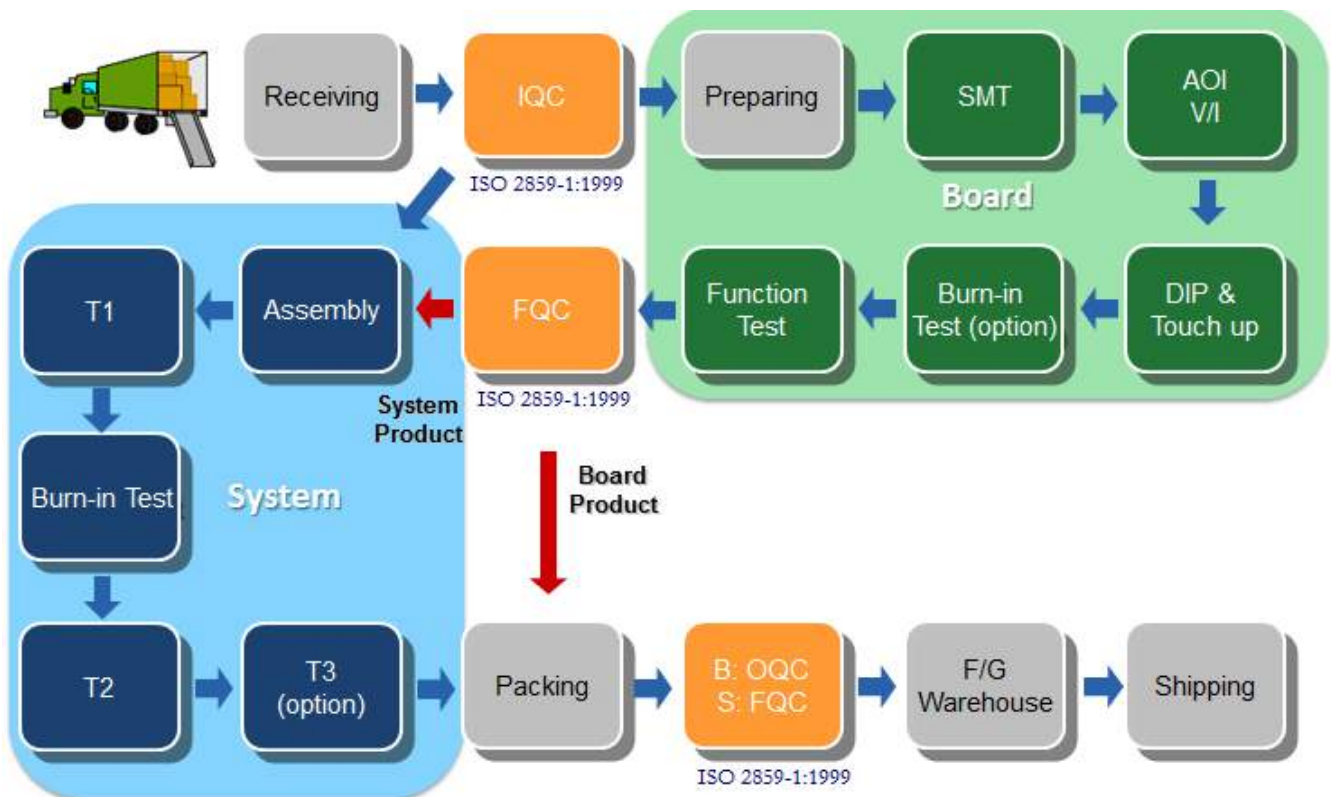 Receiving
IQC
ISO 2859-1:1999
Preparing
SMT
AOI
V/I
Board
T1
Assembly
FQC
ISO 2859-1:1999
Function
Test
Burn-in
Test (option)
DIP &
Touch up
System
Product
Burn-in Test
System
Board
Product
T2
T3
(option)
Packing
B: OQC
S: FQC
ISO 2859-1:1999
F/G
Warehouse
Shipping